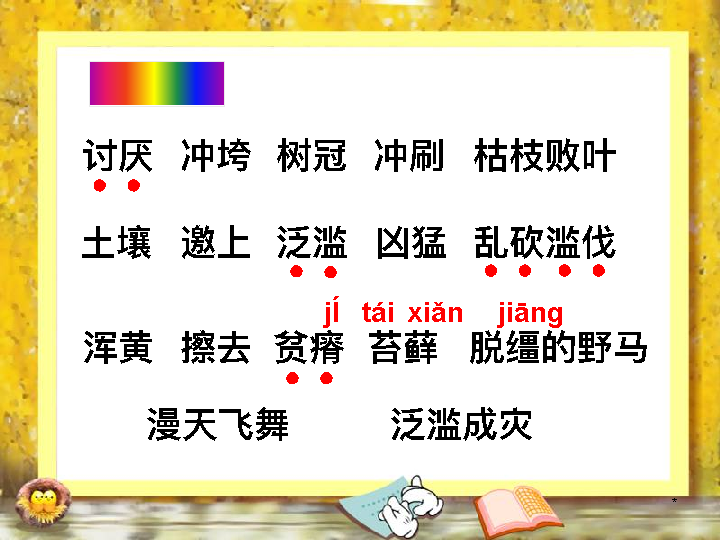 讨厌 冲垮 树冠 冲刷 枯枝败叶
土壤 邀上 泛滥 凶猛 乱砍滥伐
jÍ tái xiǎn jiāng
浑黄 擦去 贫瘠 苔藓 脱缰的野马
漫天飞舞 泛滥成灾
*